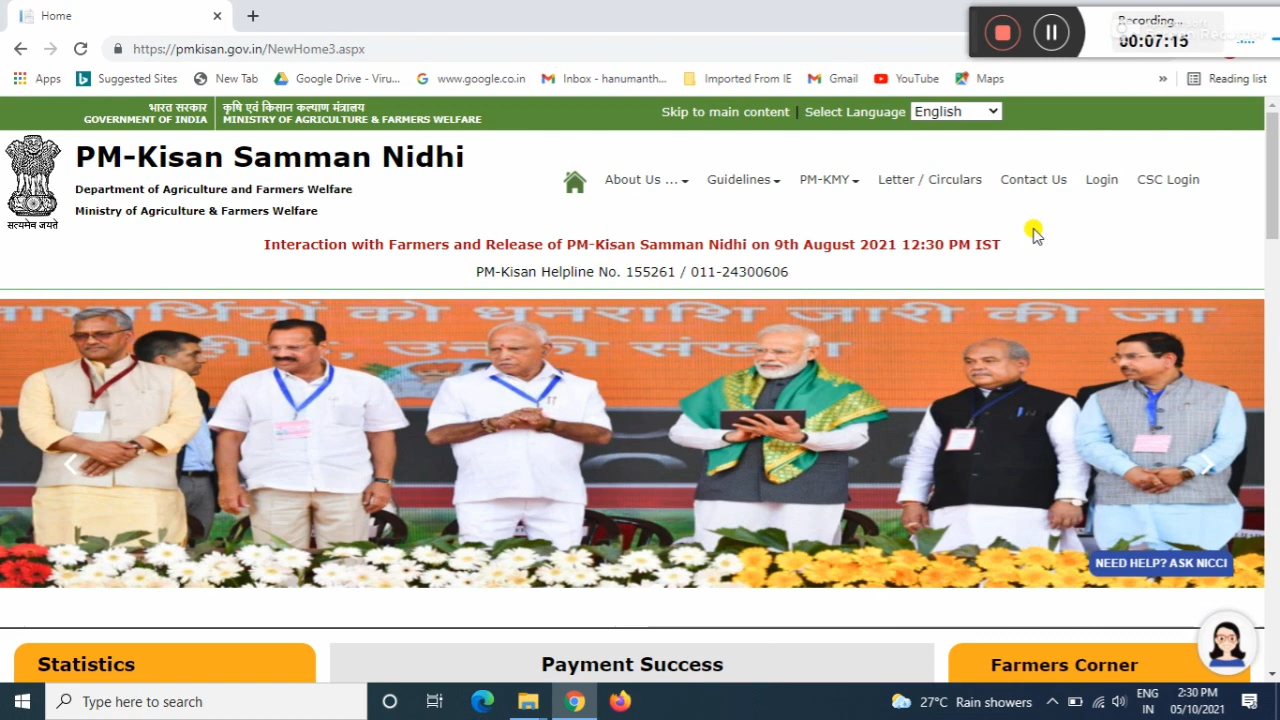 Home
Recording...
00:07:15
https://pmkisan.gov.in/NewHome3.aspx
Apps Suggested Sites New Tab Google Drive - Viru... www.google.co.in Inbox - hanumanth... Imported From IE Gmail YouTube Maps » Reading list
भारत सरकार कृषि एवं किसान कल्याण मंत्रालय
GOVERNMENT OF INDIA MINISTRY OF AGRICULTURE & FARMERS WELFARE
Skip to main content | Select Language English
PM-Kisan Samman Nidhi
Department of Agriculture and Farmers Welfare
Ministry of Agriculture & Farmers Welfare
सत्यमेव जयते
About Us ... Guidelines PM-KMY Letter / Circulars Contact Us Login CSC Login
Interaction with Farmers and Release of PM-Kisan Samman Nidhi on 9th August 2021 12:30 PM IST
PM-Kisan Helpline No. 155261 / 011-24300606
को धनराशि जारी की जा
उनकी संख्या
NEED HELP? ASK NICCI
Statistics Payment Success Farmers Corner
Type here to search
27°C Rain showers
ENG
IN
2:30 PM
05/10/2021